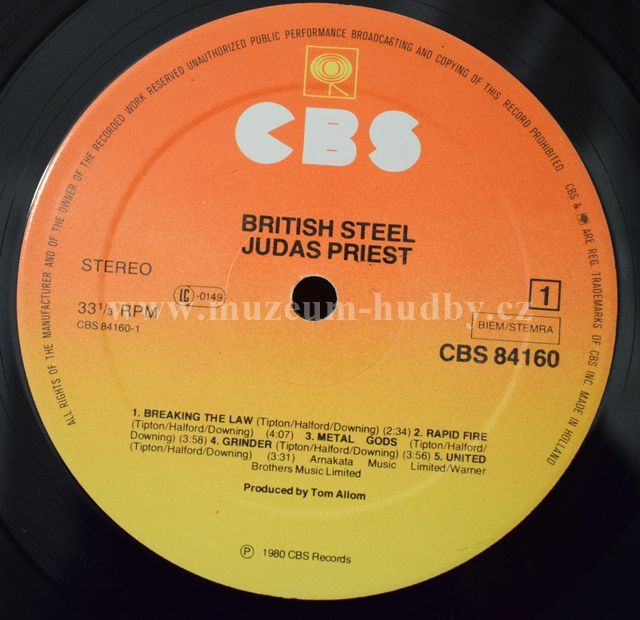 ALL RIGHTS OF THE MANUFACTURER AND OF THE OWNER OF THE RECORDED WORK RESERVED UNAUTHORIZED PUBLIC PERFORMANCE BROADCASTING AND COPYING OF THIS RECORD PROHIBITED CBS & ARE REG. TRADEMARKS OF CBS INC MADE IN HOLLAND
CBS
BRITISH STEEL
JUDAS PRIEST
STEREO
33 1/3 RPM
CBS 84160-1
LC-0149
1
BIEM/STEMRA
CBS 84160
www.muzeum-hudby.cz
1. BREAKING THE LAW (Tipton/Halford/Downing) (2:34) 2. RAPID FIRE
(Tipton/Halford/Downing) (4:07) 3. METAL GODS (Tipton/Halford/
Downing) (3:58) 4. GRINDER (Tipton/Halford/Downing) (3:56) 5. UNITED
(Tipton/Halford/Downing) (3:31) Arnakata Music Limited/Warner
Brothers Music Limited
Produced by Tom Allom
℗ 1980 CBS Records